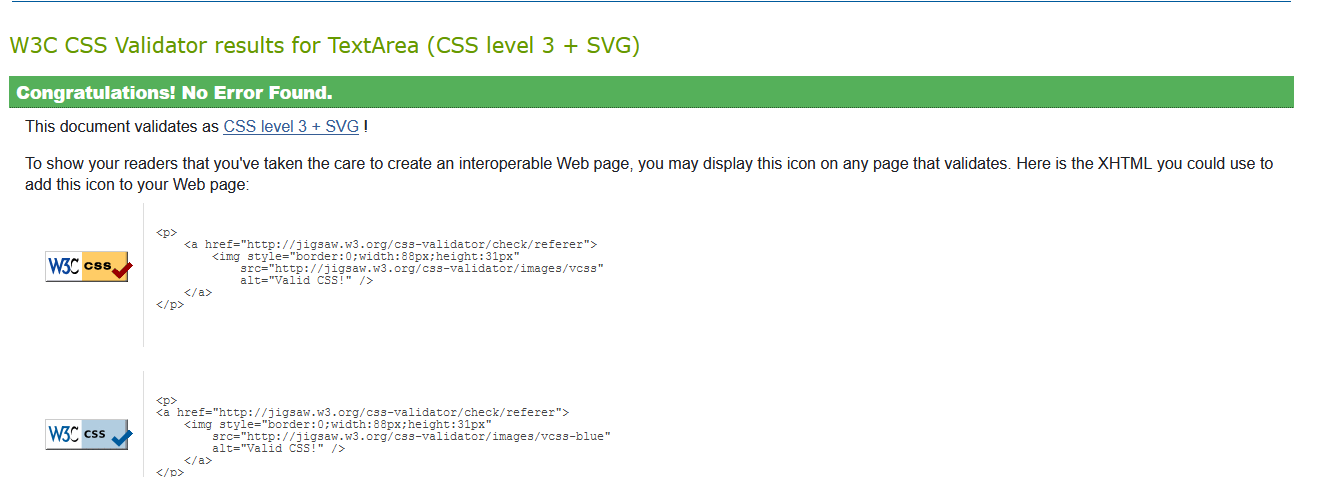 W3C CSS Validator results for TextArea (CSS level 3 + SVG)
Congratulations! No Error Found.
This document validates as CSS level 3 + SVG !
To show your readers that you've taken the care to create an interoperable Web page, you may display this icon on any page that validates. Here is the XHTML you could use to
add this icon to your Web page:
W3C css
<p>
    <a href="http://jigsaw.w3.org/css-validator/check/referer">
        <img style="border:0;width:88px;height:31px"
            src="http://jigsaw.w3.org/css-validator/images/vcss"
            alt="Valid CSS!" />
    </a>
</p>
W3C css
<p>
<a href="http://jigsaw.w3.org/css-validator/check/referer">
    <img style="border:0;width:88px;height:31px"
        src="http://jigsaw.w3.org/css-validator/images/vcss-blue"
        alt="Valid CSS!" />
    </a>
</p>